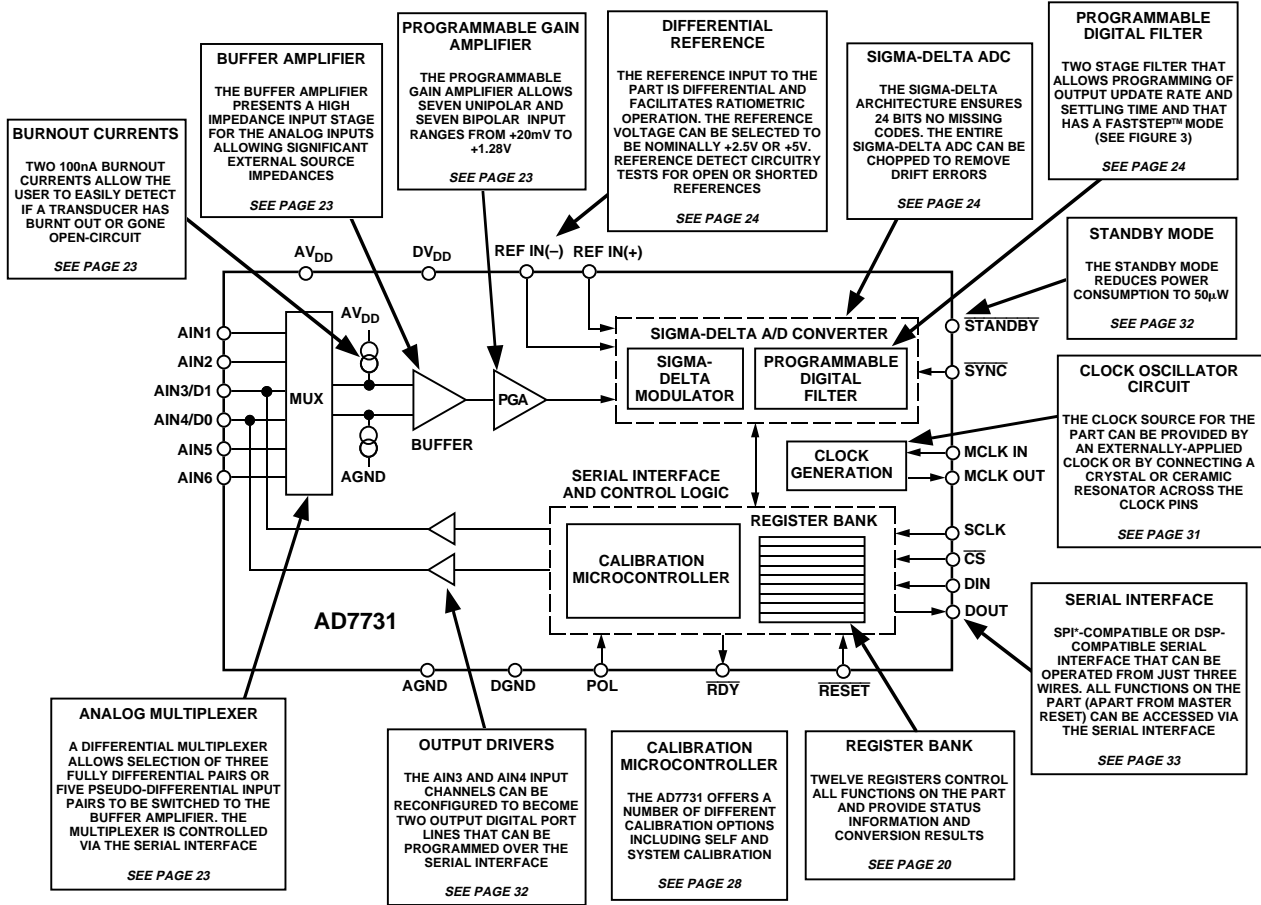 BURNOUT CURRENTS
TWO 100nA BURNOUT
CURRENTS ALLOW THE
USER TO EASILY DETECT
IF A TRANSDUCER HAS
BURNT OUT OR GONE
OPEN-CIRCUIT
SEE PAGE 23
BUFFER AMPLIFIER
THE BUFFER AMPLIFIER
PRESENTS A HIGH
IMPEDANCE INPUT STAGE
FOR THE ANALOG INPUTS
ALLOWING SIGNIFICANT
EXTERNAL SOURCE
IMPEDANCES
SEE PAGE 23
PROGRAMMABLE GAIN
AMPLIFIER
THE PROGRAMMABLE
GAIN AMPLIFIER ALLOWS
SEVEN UNIPOLAR AND
SEVEN BIPOLAR INPUT
RANGES FROM +20mV TO
+1.28V
SEE PAGE 23
DIFFERENTIAL
REFERENCE
THE REFERENCE INPUT TO THE
PART IS DIFFERENTIAL AND
FACILITATES RATIOMETRIC
OPERATION. THE REFERENCE
VOLTAGE CAN BE SELECTED TO
BE NOMINALLY +2.5V OR +5V.
REFERENCE DETECT CIRCUITRY
TESTS FOR OPEN OR SHORTED
REFERENCES
SEE PAGE 24
SIGMA-DELTA ADC
THE SIGMA-DELTA
ARCHITECTURE ENSURES
24 BITS NO MISSING
CODES. THE ENTIRE
SIGMA-DELTA ADC CAN BE
CHOPPED TO REMOVE
DRIFT ERRORS
SEE PAGE 24
PROGRAMMABLE
DIGITAL FILTER
TWO STAGE FILTER THAT
ALLOWS PROGRAMMING OF
OUTPUT UPDATE RATE AND
SETTLING TIME AND THAT
HAS A FASTSTEP™ MODE
(SEE FIGURE 3)
SEE PAGE 24
STANDBY MODE
THE STANDBY MODE
REDUCES POWER
CONSUMPTION TO 50μW
SEE PAGE 32
CLOCK OSCILLATOR
CIRCUIT
THE CLOCK SOURCE FOR THE
PART CAN BE PROVIDED BY
AN EXTERNALLY-APPLIED
CLOCK OR BY CONNECTING A
CRYSTAL OR CERAMIC
RESONATOR ACROSS THE
CLOCK PINS
SEE PAGE 31
SERIAL INTERFACE
SPI*-COMPATIBLE OR DSP-
COMPATIBLE SERIAL
INTERFACE THAT CAN BE
OPERATED FROM JUST THREE
WIRES. ALL FUNCTIONS ON THE
PART (APART FROM MASTER
RESET) CAN BE ACCESSED VIA
THE SERIAL INTERFACE
SEE PAGE 33
AVDD
DVDD
REF IN(–)
REF IN(+)
AIN1
AIN2
AIN3/D1
AIN4/D0
AIN5
AIN6
MUX
AVDD
AGND
BUFFER
PGA
SIGMA-DELTA A/D CONVERTER
SIGMA-
DELTA
MODULATOR
PROGRAMMABLE
DIGITAL
FILTER
STANDBY
SYNC
CLOCK
GENERATION
MCLK IN
MCLK OUT
SERIAL INTERFACE
AND CONTROL LOGIC
REGISTER BANK
CALIBRATION
MICROCONTROLLER
SCLK
CS
DIN
DOUT
AD7731
AGND
DGND
POL
RDY
RESET
ANALOG MULTIPLEXER
A DIFFERENTIAL MULTIPLEXER
ALLOWS SELECTION OF THREE
FULLY DIFFERENTIAL PAIRS OR
FIVE PSEUDO-DIFFERENTIAL INPUT
PAIRS TO BE SWITCHED TO THE
BUFFER AMPLIFIER. THE
MULTIPLEXER IS CONTROLLED
VIA THE SERIAL INTERFACE
SEE PAGE 23
OUTPUT DRIVERS
THE AIN3 AND AIN4 INPUT
CHANNELS CAN BE
RECONFIGURED TO BECOME
TWO OUTPUT DIGITAL PORT
LINES THAT CAN BE
PROGRAMMED OVER THE
SERIAL INTERFACE
SEE PAGE 32
CALIBRATION
MICROCONTROLLER
THE AD7731 OFFERS A
NUMBER OF DIFFERENT
CALIBRATION OPTIONS
INCLUDING SELF AND
SYSTEM CALIBRATION
SEE PAGE 28
REGISTER BANK
TWELVE REGISTERS CONTROL
ALL FUNCTIONS ON THE PART
AND PROVIDE STATUS
INFORMATION AND
CONVERSION RESULTS
SEE PAGE 20